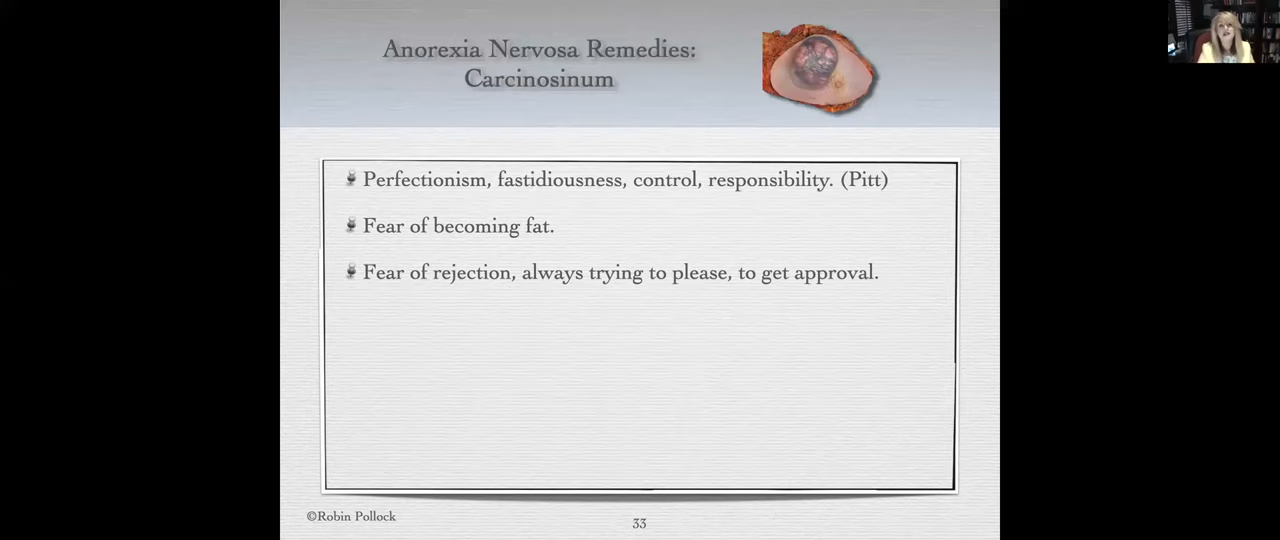 Anorexia Nervosa Remedies:
Carcinosinum
Perfectionism, fastidiousness, control, responsibility. (Pitt)
Fear of becoming fat.
Fear of rejection, always trying to please, to get approval.
©Robin Pollock
33